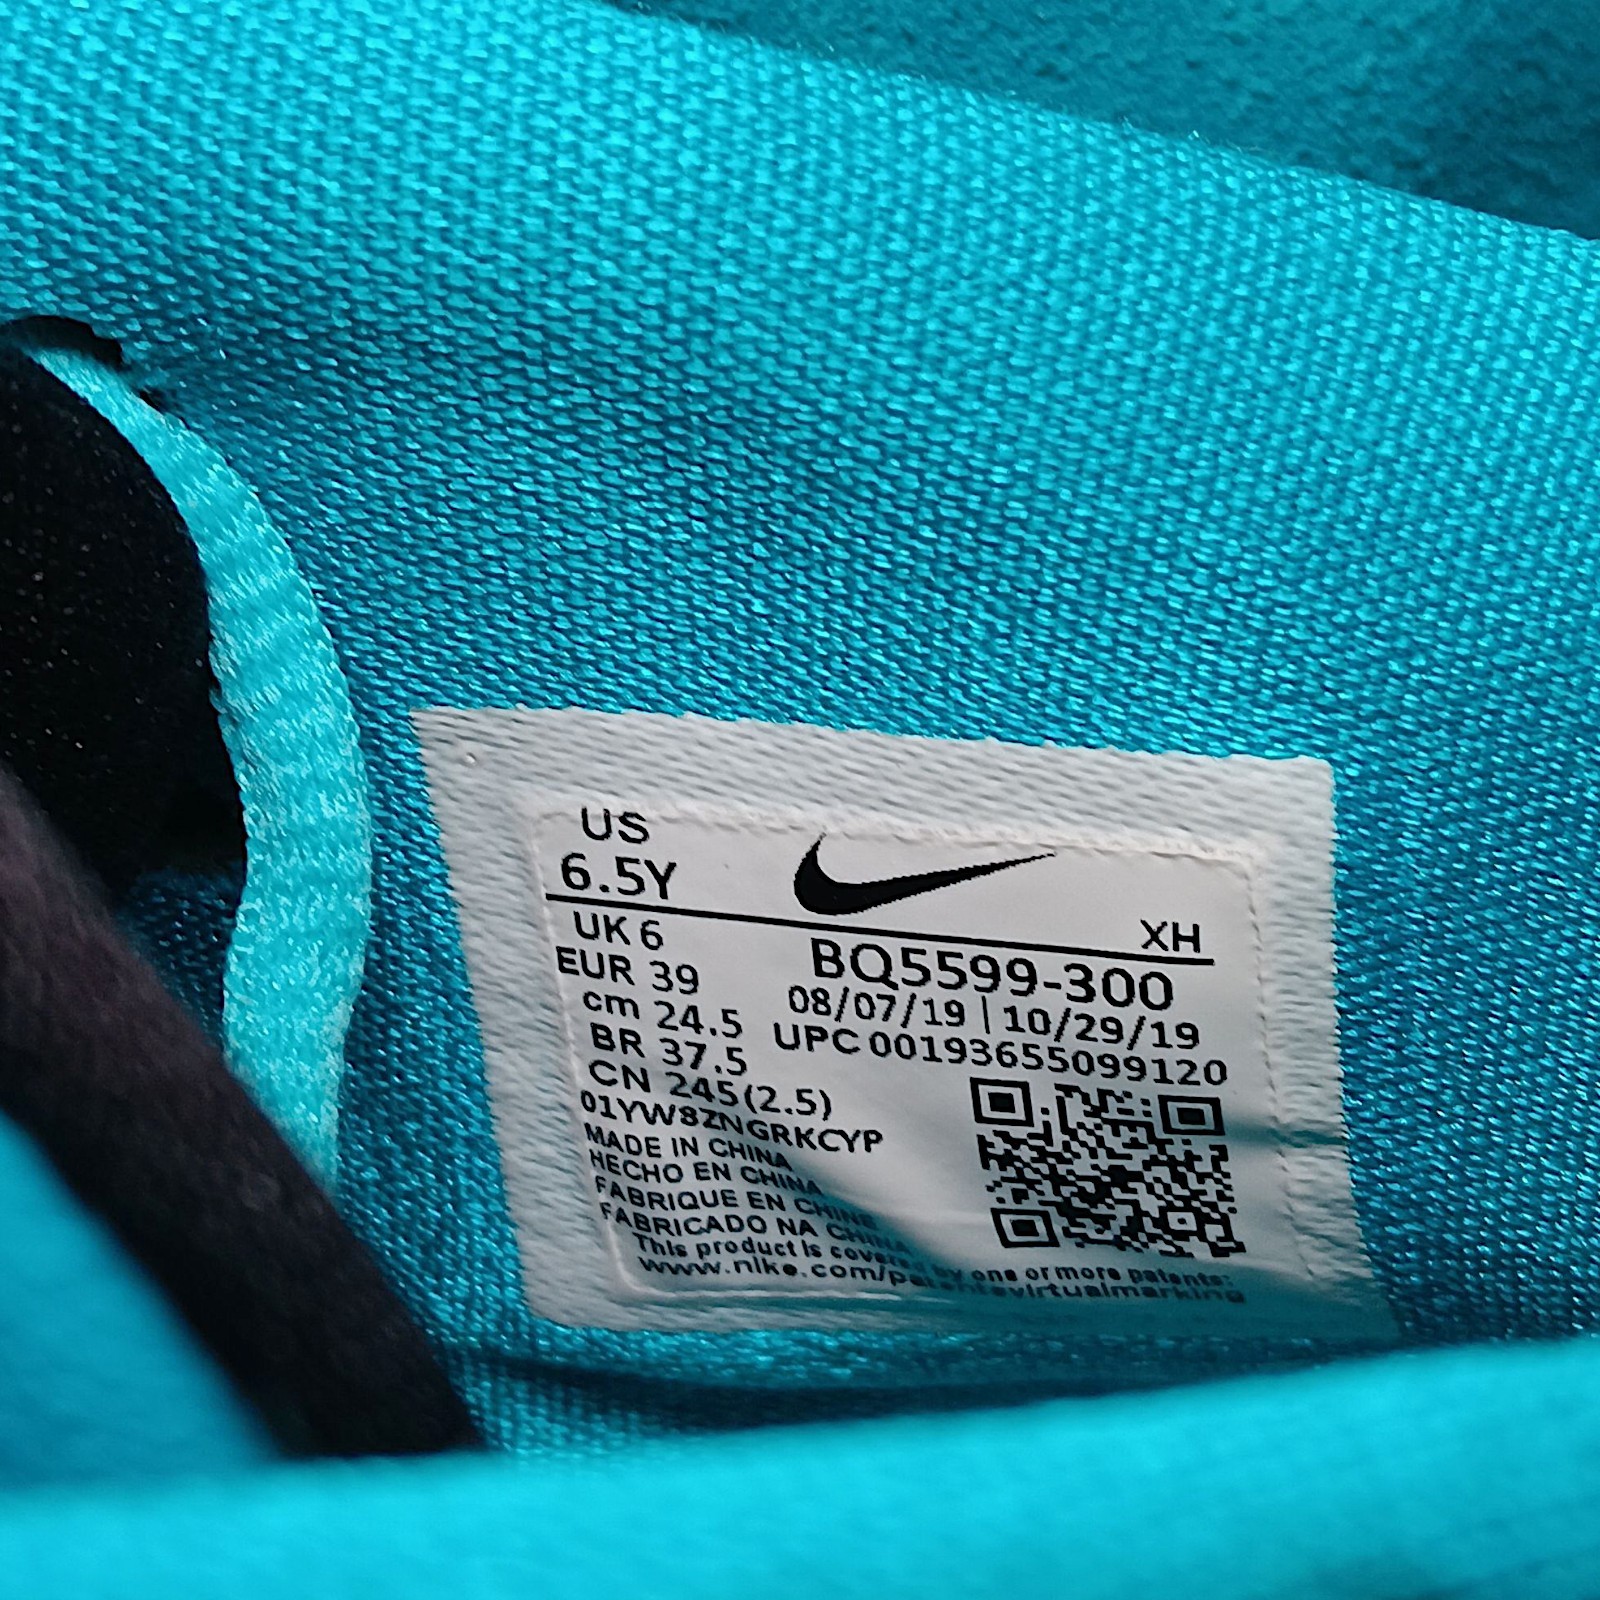 US
6.5Y
XH
UK 6
BQ5599-300
EUR 39
08/07/19 | 10/29/19
cm 24.5
UPC 00193655099120
BR 37.5
CN 245(2.5)
01YW8ZNGRKCYP
MADE IN CHINA
HECHO EN CHINA
FABRIQUE EN CHINE
FABRICADO NA CHINA
This product is covered by one or more patents:
www.nike.com/patentsvirtualmarking